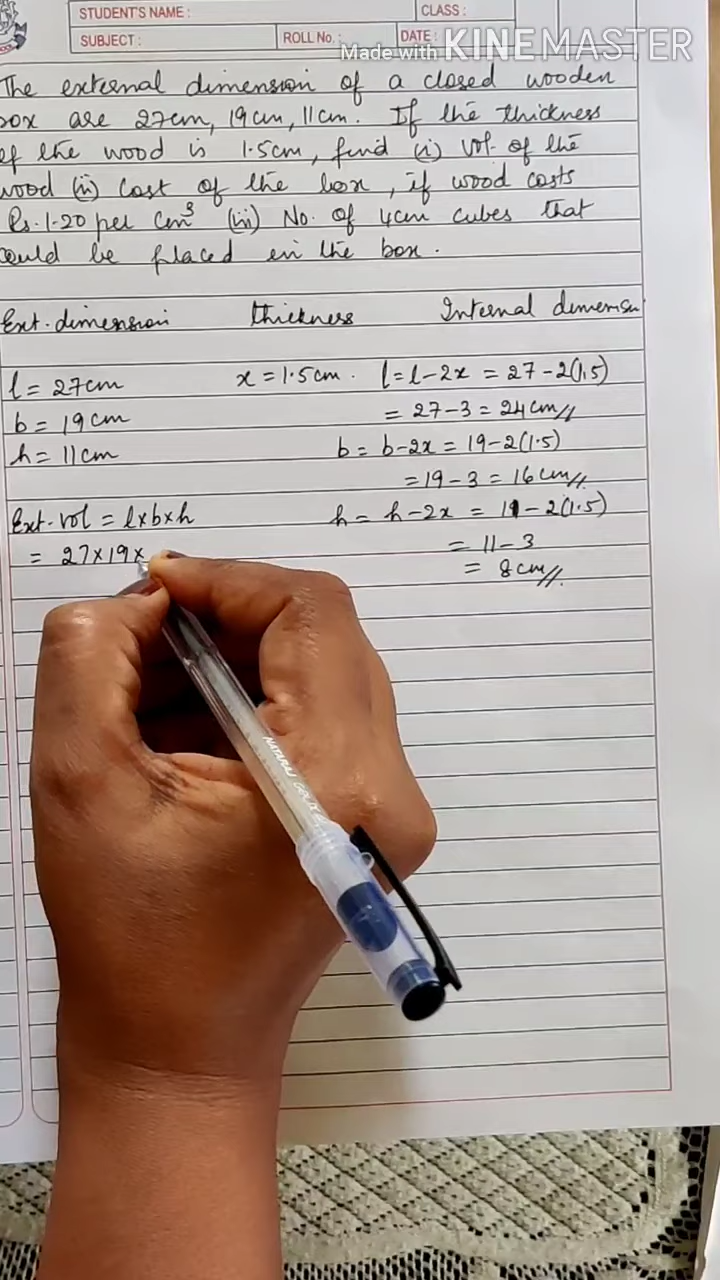 STUDENT'S NAME :
CLASS :
SUBJECT :
ROLL No. :
DATE :
Made with KINEMASTER
The external dimension of a closed wooden
box are 27cm, 19cm, 11cm. If the thickness
of the wood is 1.5cm, find (i) vol. of the
wood (ii) Cost of the box, if wood costs
Rs.1.20 per cm³ (iii) No. of 4cm cubes that
could be placed in the box.
Ext. dimension thickness Internal dimension
l = 27cm x = 1.5cm. l = l-2x = 27-2(1.5)
b = 19cm = 27-3 = 24cm//
h = 11cm b = b-2x = 19-2(1.5)
= 19-3 = 16cm//
Ext. vol = l×b×h h = h-2x = 11-2(1.5)
= 27×19× = 11-3
= 8cm//
NATARAJ